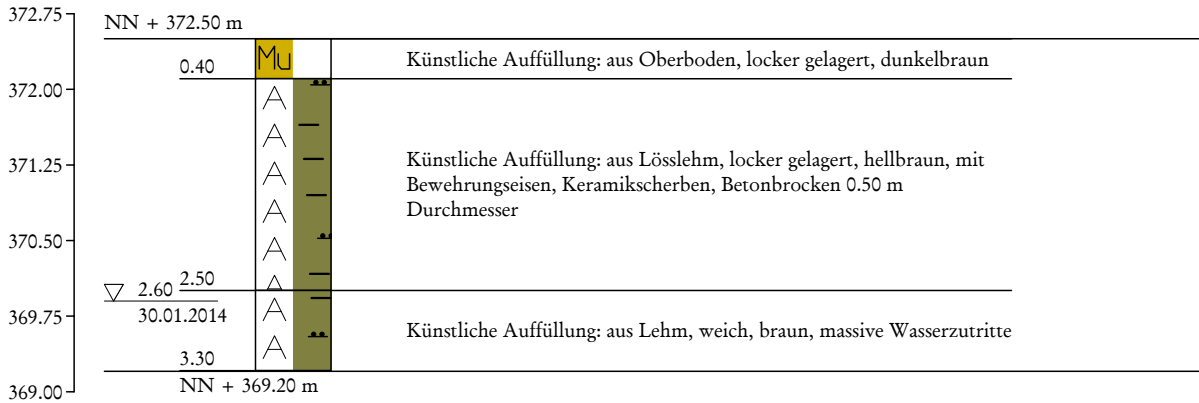 372.75
NN + 372.50 m
Mu
0.40
Künstliche Auffüllung: aus Oberboden, locker gelagert, dunkelbraun
372.00
A
A
371.25
A
A
A
A
Künstliche Auffüllung: aus Lösslehm, locker gelagert, hellbraun, mit
Bewehrungseisen, Keramikscherben, Betonbrocken 0.50 m
Durchmesser
370.50
2.50
2.60
30.01.2014
369.75
A
A
Künstliche Auffüllung: aus Lehm, weich, braun, massive Wasserzutritte
3.30
NN + 369.20 m
369.00